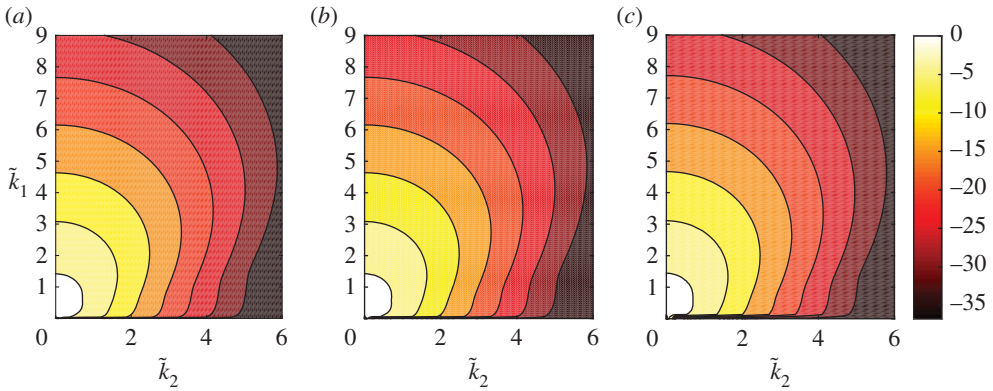 (a) (b) (c)
9 9 9 0
8 8 8 –5
7 7 7 –10
6 6 6
5 5 5 –15
k̃₁ 4 4 4 –20
3 3 3 –25
2 2 2 –30
1 1 1 –35
0 2 4 6 0 2 4 6 0 2 4 6
k̃₂ k̃₂ k̃₂